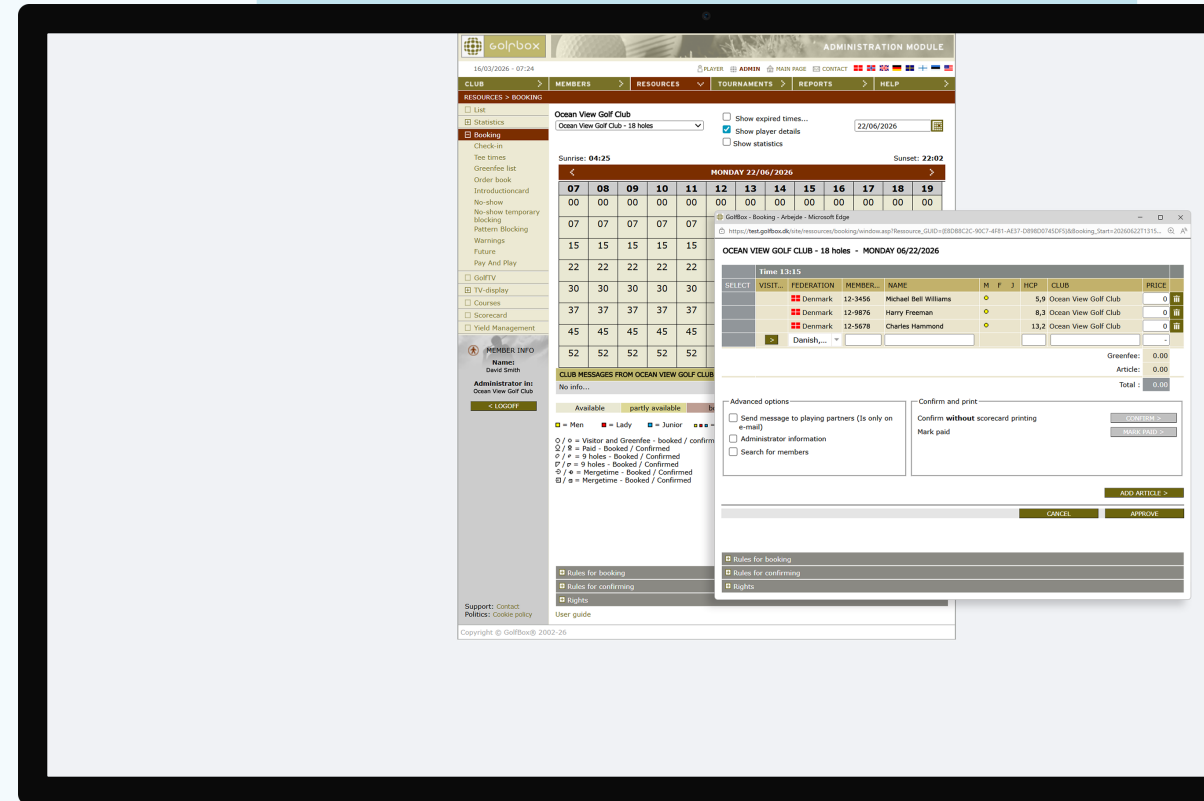 GolfBox
ADMINISTRATION MODULE
16/03/2026 - 07:24
PLAYER ADMIN MAIN PAGE CONTACT
CLUB MEMBERS RESOURCES TOURNAMENTS REPORTS HELP
RESOURCES > BOOKING
List
Statistics
Booking
Check-in
Tee times
Greenfee list
Order book
Introductioncard
No-show
No-show temporary
blocking
Pattern Blocking
Warnings
Future
Pay And Play
GolfTV
TV-display
Courses
Scorecard
Yield Management
MEMBER INFO
Name:
David Smith
Administrator in:
Ocean View Golf Club
< LOGOFF
Support: Contact
Politics: Cookie policy
Ocean View Golf Club
Ocean View Golf Club - 18 holes
Show expired times...
Show player details
Show statistics
22/06/2026
Sunrise: 04:25
Sunset: 22:02
MONDAY 22/06/2026
07 08 09 10 11 12 13 14 15 16 17 18 19
00 00 00 00 00 00 00 00 00 00 00 00 00
07 07 07 07 07
15 15 15 15 15
22 22 22 22 22
30 30 30 30 30
37 37 37 37 37
45 45 45 45 45
52 52 52 52 52
CLUB MESSAGES FROM OCEAN VIEW GOLF CLUB
No info...
Available partly available
= Men = Lady = Junior
= Visitor and Greenfee - booked / confirm
= Paid - Booked / Confirmed
= 9 holes - Booked / Confirmed
= 9 holes - Booked / Confirmed
= Mergetime - Booked / Confirmed
= Mergetime - Booked / Confirmed
Rules for booking
Rules for confirming
Rights
User guide
Copyright © GolfBox® 2002-26
GolfBox - Booking - Arbejde - Microsoft Edge
https://test.golfbox.dk/site/ressources/booking/window.asp?Ressource_GUID={E8D88C2C-90C7-4F81-AE37-D898D0745DF5}&Booking_Start=20260622T1315...
OCEAN VIEW GOLF CLUB - 18 holes - MONDAY 06/22/2026
Time 13:15
SELECT VISIT... FEDERATION MEMBER... NAME M F J HCP CLUB PRICE
Denmark 12-3456 Michael Bell Williams 5,9 Ocean View Golf Club 0
Denmark 12-9876 Harry Freeman 8,3 Ocean View Golf Club 0
Denmark 12-5678 Charles Hammond 13,2 Ocean View Golf Club 0
> Danish,... -
Greenfee: 0.00
Article: 0.00
Total : 0.00
Advanced options
Send message to playing partners (Is only on
e-mail)
Administrator information
Search for members
Confirm and print
Confirm without scorecard printing CONFIRM >
Mark paid MARK PAID >
ADD ARTICLE >
CANCEL APPROVE
Rules for booking
Rules for confirming
Rights